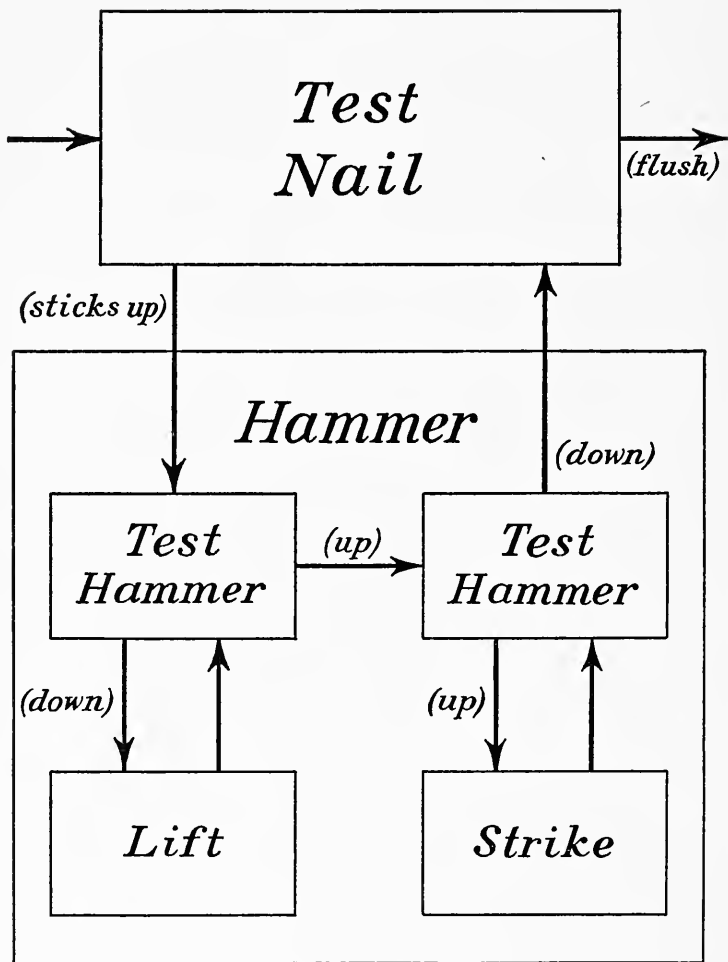 Test
Nail
(flush)
(sticks up)
Hammer
(down)
Test
Hammer
(up)
Test
Hammer
(down)
(up)
Lift
Strike